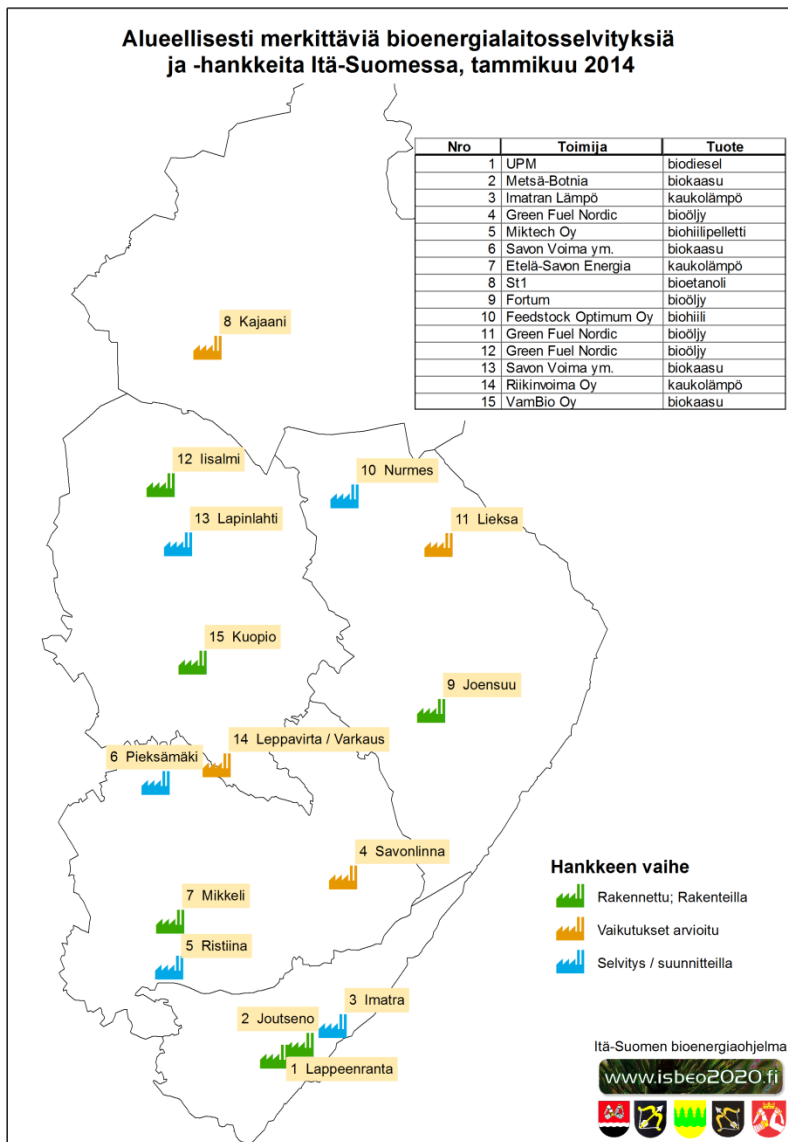 Alueellisesti merkittäviä bioenergialaitosselvityksiä
ja -hankkeita Itä-Suomessa, tammikuu 2014
Nro Toimija Tuote
1 UPM biodiesel
2 Metsä-Botnia biokaasu
3 Imatran Lämpö kaukolämpö
4 Green Fuel Nordic bioöljy
5 Miktech Oy biohiilipelletti
6 Savon Voima ym. biokaasu
7 Etelä-Savon Energia kaukolämpö
8 St1 bioetanoli
9 Fortum bioöljy
10 Feedstock Optimum Oy biohiili
11 Green Fuel Nordic bioöljy
12 Green Fuel Nordic bioöljy
13 Savon Voima ym. biokaasu
14 Riikinvoima Oy kaukolämpö
15 VamBio Oy biokaasu
8 Kajaani
12 Iisalmi
10 Nurmes
13 Lapinlahti
11 Lieksa
15 Kuopio
9 Joensuu
14 Leppavirta / Varkaus
6 Pieksämäki
4 Savonlinna
7 Mikkeli
5 Ristiina
3 Imatra
2 Joutseno
1 Lappeenranta
Hankkeen vaihe
Rakennettu; Rakenteilla
Vaikutukset arvioitu
Selvitys / suunnitteilla
Itä-Suomen bioenergiaohjelma
www.isbeo2020.fi